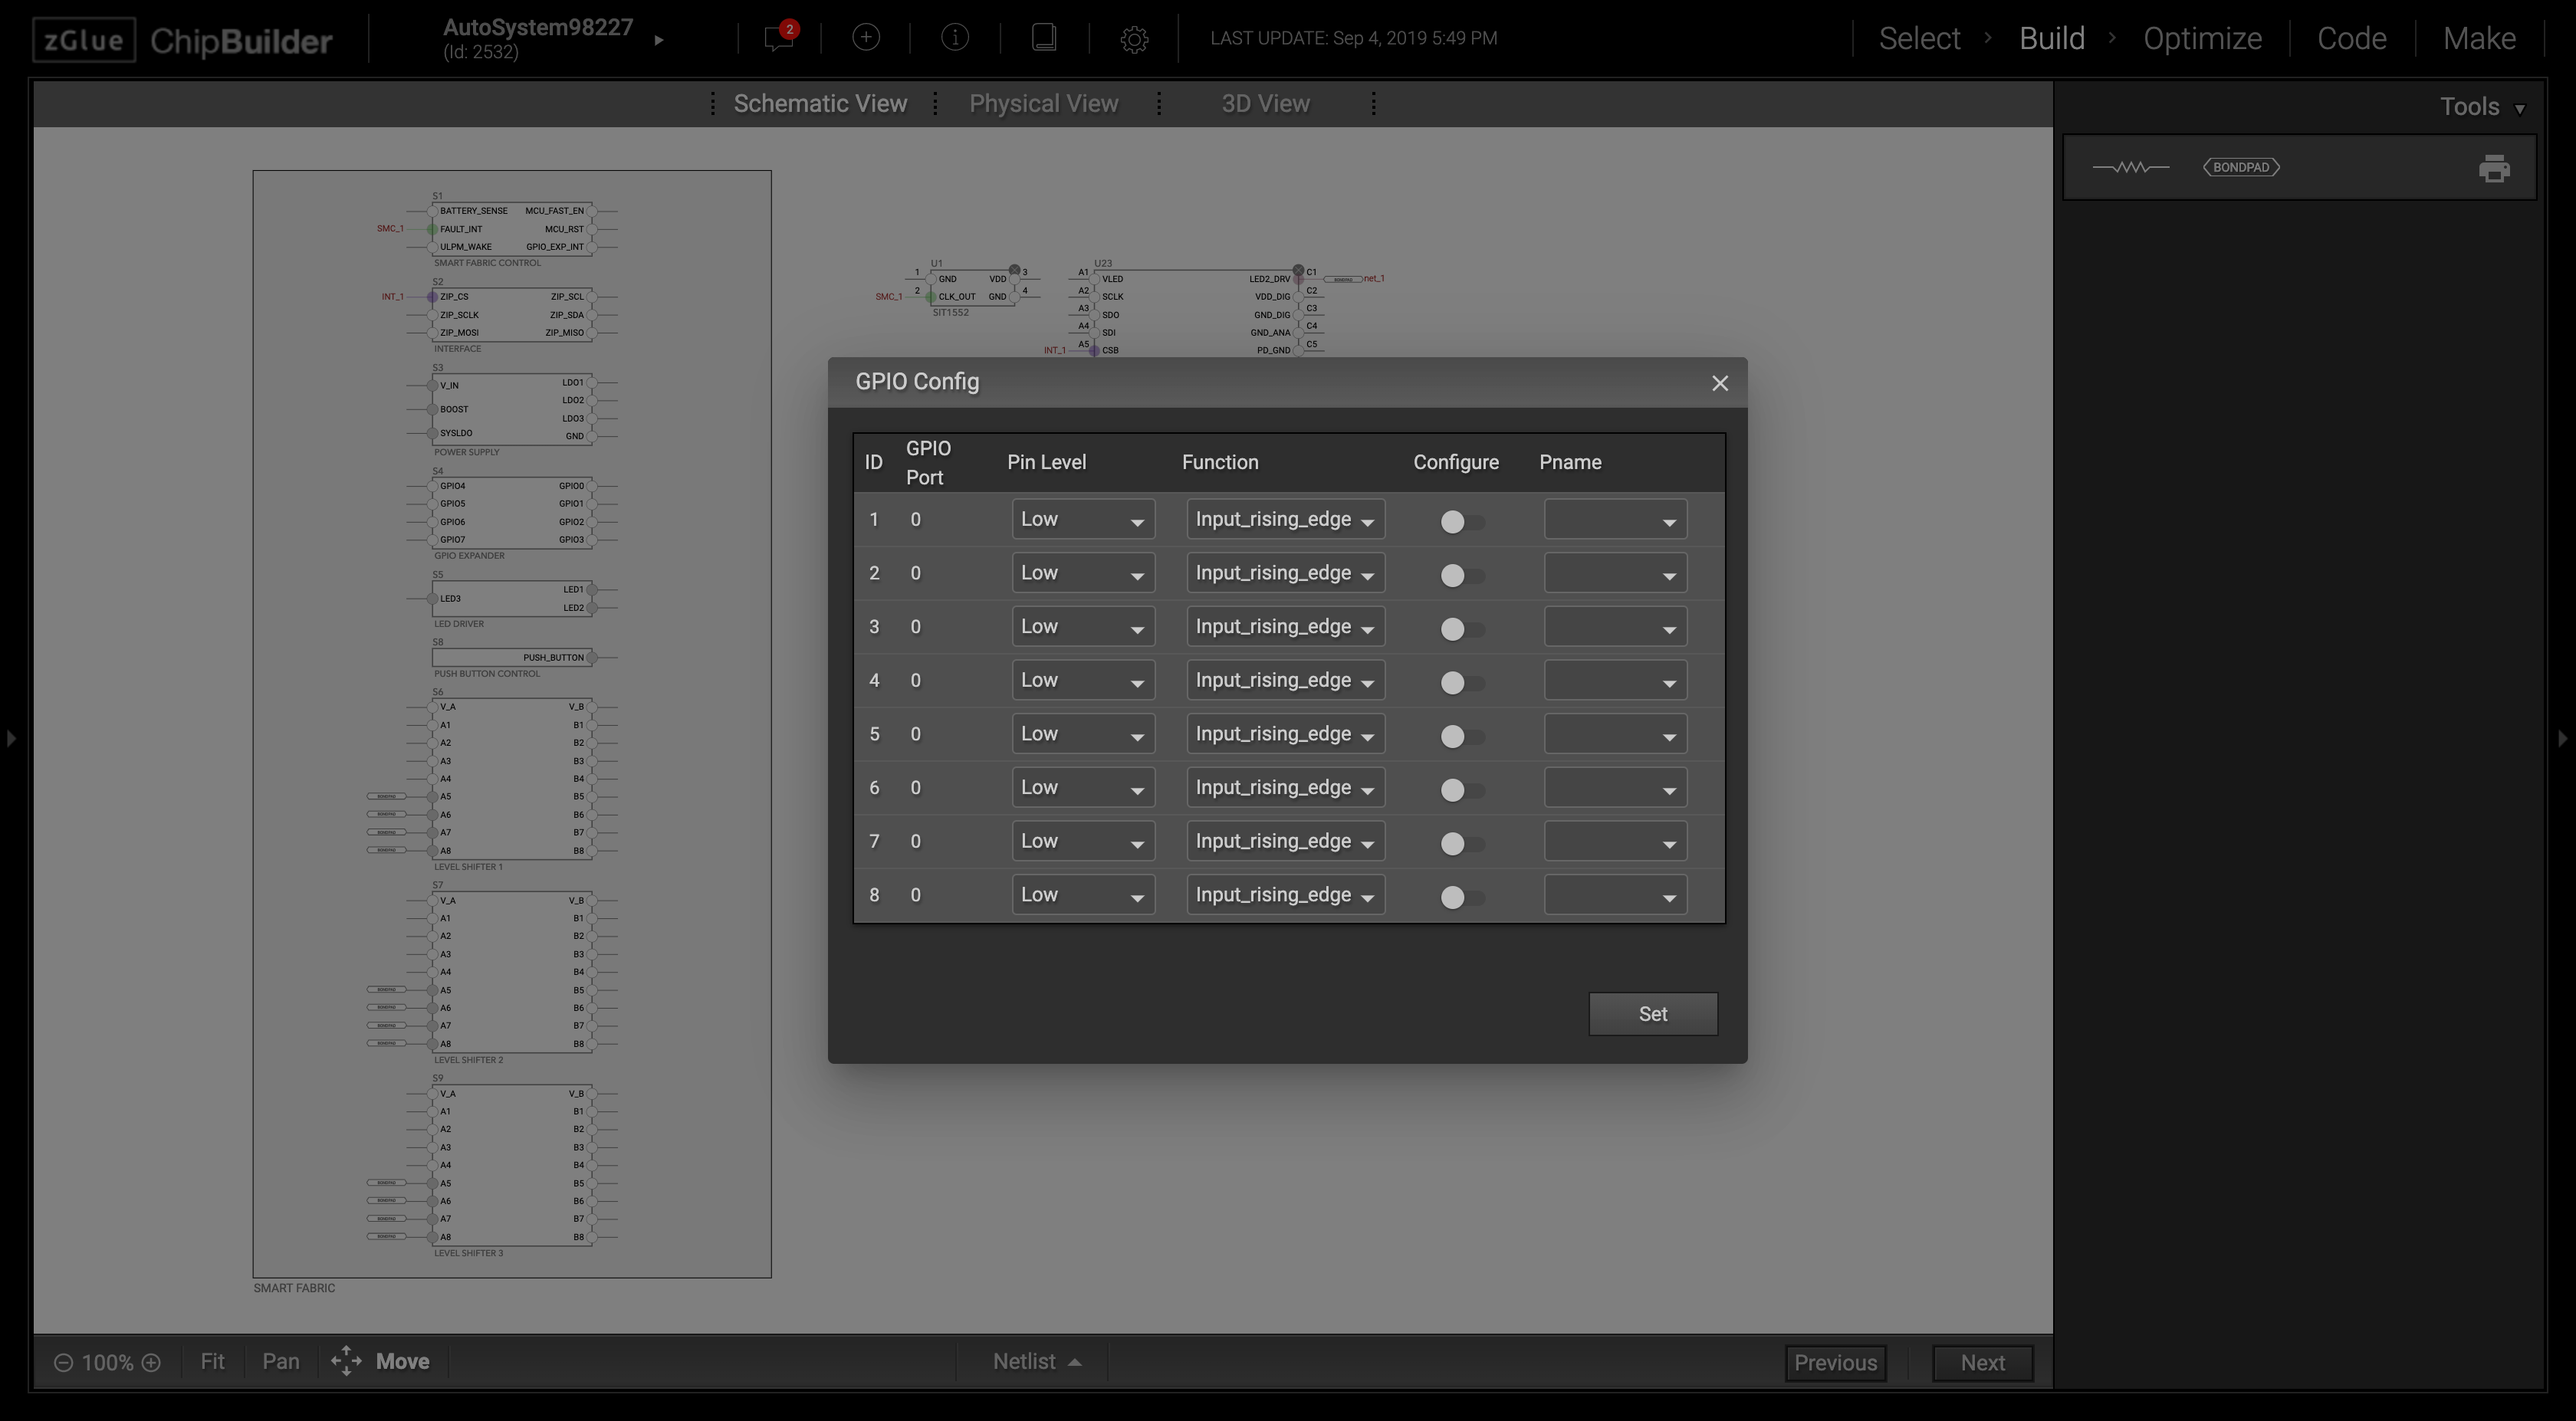 zGlue ChipBuilder
AutoSystem98227
(Id: 2532)
2
LAST UPDATE: Sep 4, 2019 5:49 PM
Select > Build > Optimize Code Make
Schematic View Physical View 3D View
Tools
BONDPAD
S1
BATTERY_SENSE MCU_FAST_EN
SMC_1 FAULT_INT MCU_RST
ULPM_WAKE GPIO_EXP_INT
SMART FABRIC CONTROL
S2
INT_1 ZIP_CS ZIP_SCL
ZIP_SCLK ZIP_SDA
ZIP_MOSI ZIP_MISO
INTERFACE
S3
V_IN LDO1
LDO2
BOOST
LDO3
SYSLDO GND
POWER SUPPLY
S4
GPIO4 GPIO0
GPIO5 GPIO1
GPIO6 GPIO2
GPIO7 GPIO3
GPIO EXPANDER
S5
LED1
LED3
LED2
LED DRIVER
S8
PUSH_BUTTON
PUSH BUTTON CONTROL
S6
V_A V_B
A1 B1
A2 B2
A3 B3
A4 B4
A5 B5
A6 B6
A7 B7
A8 B8
LEVEL SHIFTER 1
S7
V_A V_B
A1 B1
A2 B2
A3 B3
A4 B4
A5 B5
A6 B6
A7 B7
A8 B8
LEVEL SHIFTER 2
S9
V_A V_B
A1 B1
A2 B2
A3 B3
A4 B4
A5 B5
A6 B6
A7 B7
A8 B8
LEVEL SHIFTER 3
SMART FABRIC
U1
1 GND VDD 3
SMC_1 2 CLK_OUT GND 4
SIT1552
U23
A1 VLED LED2_DRV C1 net_1
A2 SCLK VDD_DIG C2
A3 SDO GND_DIG C3
A4 SDI GND_ANA C4
INT_1 A5 CSB PD_GND C5
GPIO Config
ID GPIO Port Pin Level Function Configure Pname
1 0 Low Input_rising_edge
2 0 Low Input_rising_edge
3 0 Low Input_rising_edge
4 0 Low Input_rising_edge
5 0 Low Input_rising_edge
6 0 Low Input_rising_edge
7 0 Low Input_rising_edge
8 0 Low Input_rising_edge
Set
100% Fit Pan Move Netlist Previous Next